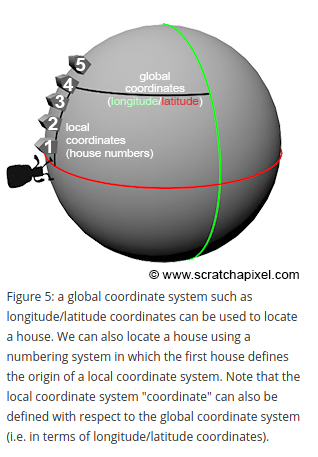 5
4
3
2
1
global
coordinates
(longitude/latitude)
local
coordinates
(house numbers)
© www.scratchapixel.com
Figure 5: a global coordinate system such as
longitude/latitude coordinates can be used to locate
a house. We can also locate a house using a
numbering system in which the first house defines
the origin of a local coordinate system. Note that the
local coordinate system "coordinate" can also be
defined with respect to the global coordinate system
(i.e. in terms of longitude/latitude coordinates).